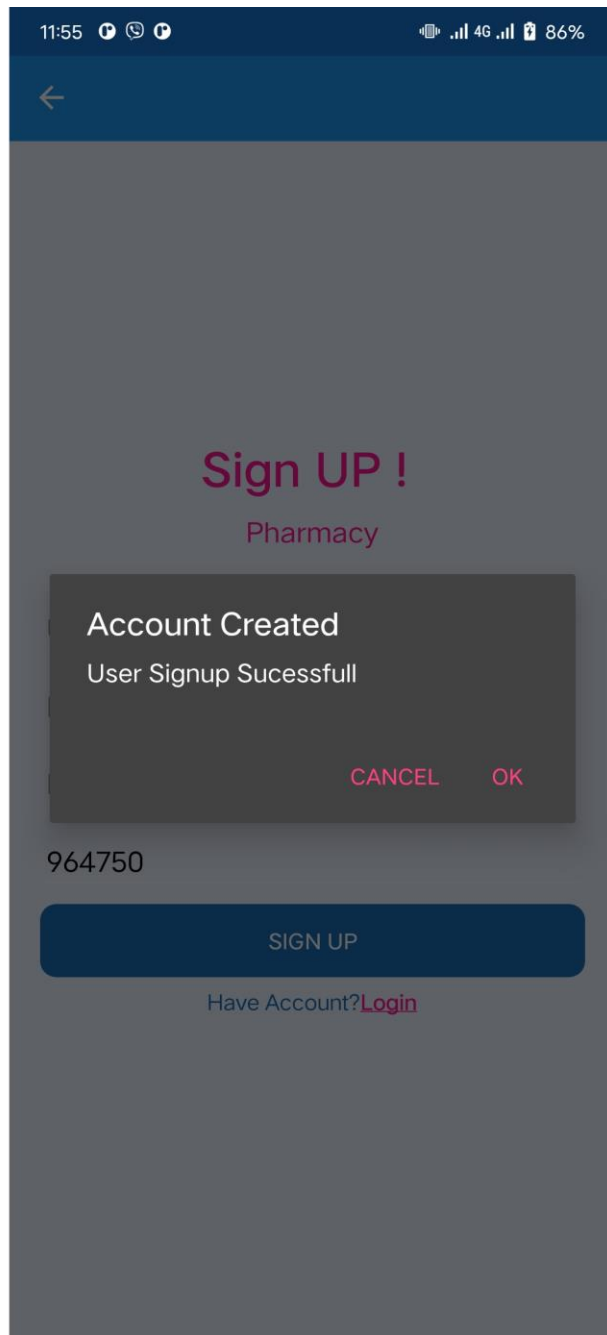 11:55 4G 86%
Sign UP !
Pharmacy
Account Created
User Signup Sucessfull
CANCEL OK
964750
SIGN UP
Have Account?Login